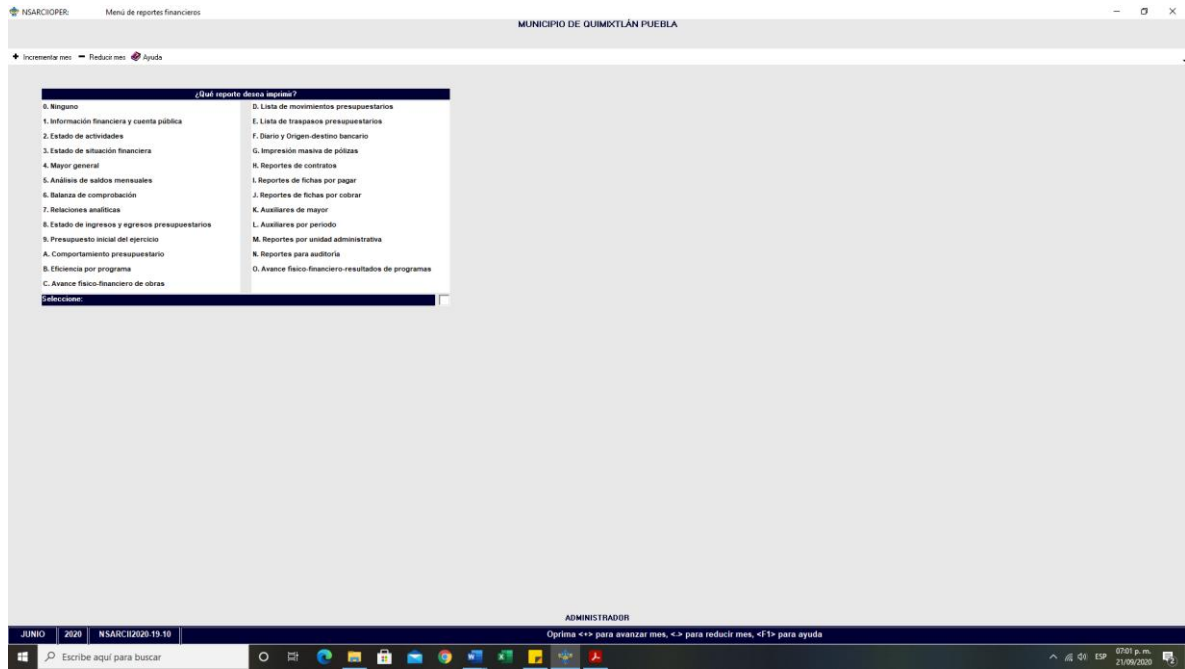 NSARCIIOPER: Menú de reportes financieros
MUNICIPIO DE QUIMIXTLÁN PUEBLA
Incrementar mes Reducir mes Ayuda
¿Qué reporte desea imprimir?
0. Ninguno
1. Información financiera y cuenta pública
2. Estado de actividades
3. Estado de situación financiera
4. Mayor general
5. Análisis de saldos mensuales
6. Balanza de comprobación
7. Relaciones analíticas
8. Estado de ingresos y egresos presupuestarios
9. Presupuesto inicial del ejercicio
A. Comportamiento presupuestario
B. Eficiencia por programa
C. Avance físico-financiero de obras
D. Lista de movimientos presupuestarios
E. Lista de traspasos presupuestarios
F. Diario y Origen-destino bancario
G. Impresión masiva de pólizas
H. Reportes de contratos
I. Reportes de fichas por pagar
J. Reportes de fichas por cobrar
K. Auxiliares de mayor
L. Auxiliares por periodo
M. Reportes por unidad administrativa
N. Reportes para auditoría
O. Avance físico-financiero-resultados de programas
Seleccione:
ADMINISTRADOR
JUNIO 2020 NSARCII2020-19-10 Oprima <+> para avanzar mes, <-> para reducir mes, <F1> para ayuda
Escribe aquí para buscar
ESP
07:01 p. m.
21/09/2020
2